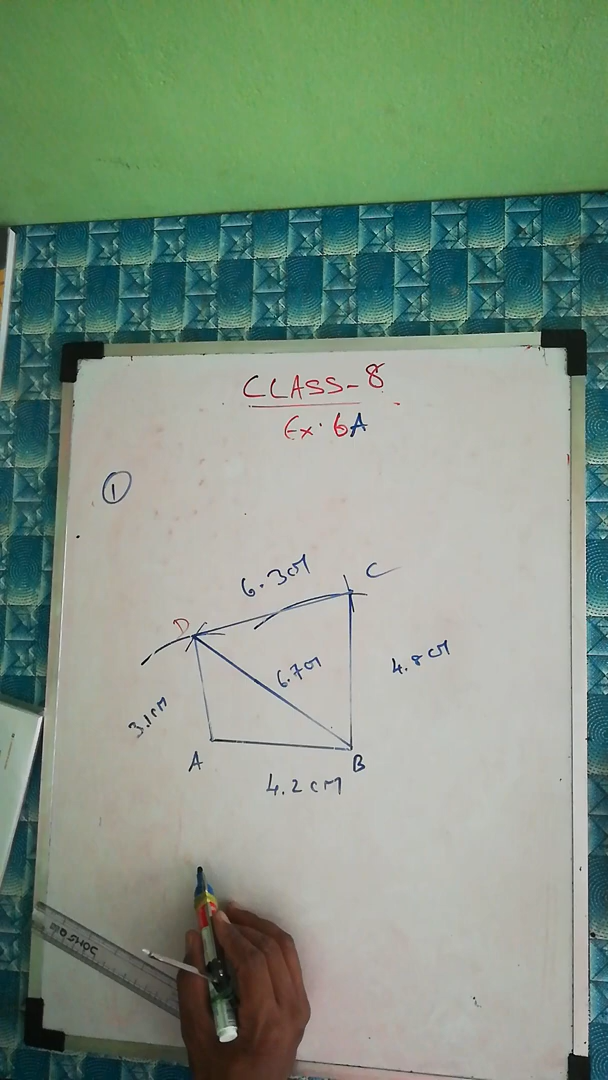 CLASS-8
Ex. 6A
1
6.3cm
C
D
6.7cm
4.8cm
3.1cm
A
B
4.2cm